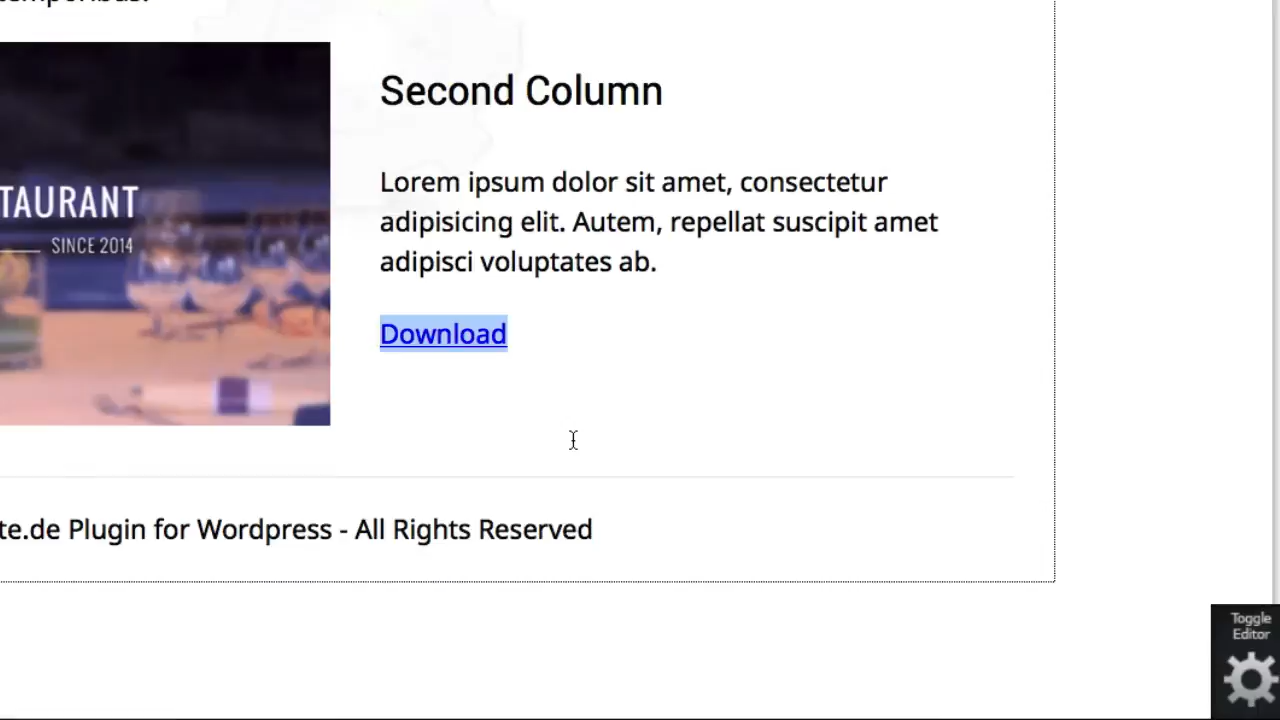 Second Column
TAURANT
SINCE 2014
Lorem ipsum dolor sit amet, consectetur
adipisicing elit. Autem, repellat suscipit amet
adipisci voluptates ab.
Download
te.de Plugin for Wordpress - All Rights Reserved
Toggle
Editor